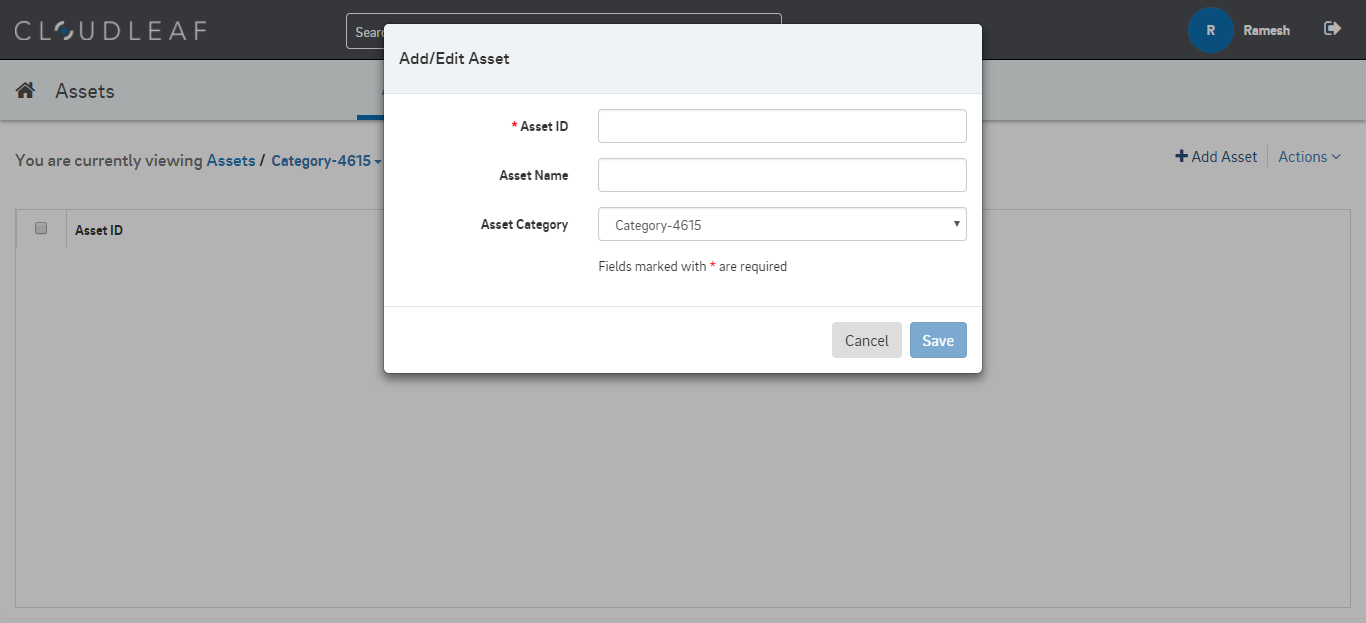 CLOUDLEAF
Sear
R
Ramesh
Add/Edit Asset
Assets
* Asset ID
Asset Name
You are currently viewing Assets / Category-4615
Add Asset
Actions
Asset Category
Category-4615
Asset ID
Fields marked with * are required
Cancel
Save